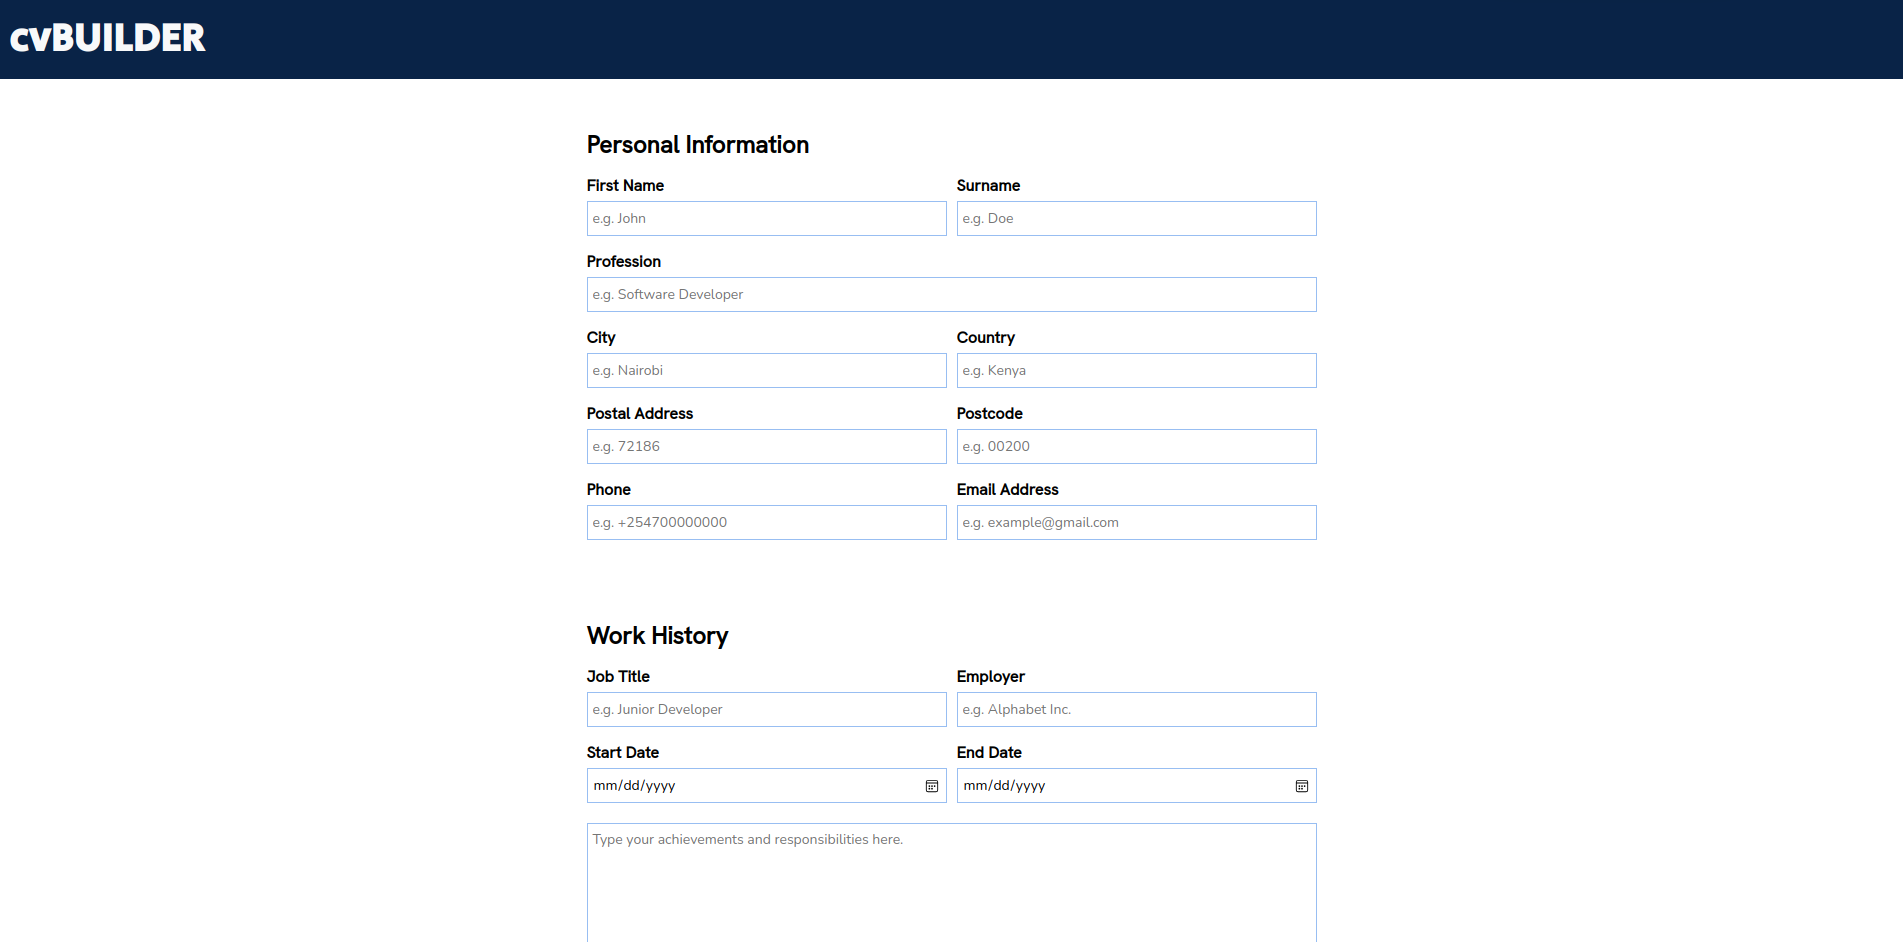 cvBUILDER
Personal Information
First Name Surname
e.g. John e.g. Doe
Profession
e.g. Software Developer
City Country
e.g. Nairobi e.g. Kenya
Postal Address Postcode
e.g. 72186 e.g. 00200
Phone Email Address
e.g. +254700000000 e.g. example@gmail.com
Work History
Job Title Employer
e.g. Junior Developer e.g. Alphabet Inc.
Start Date End Date
mm/dd/yyyy mm/dd/yyyy
Type your achievements and responsibilities here.